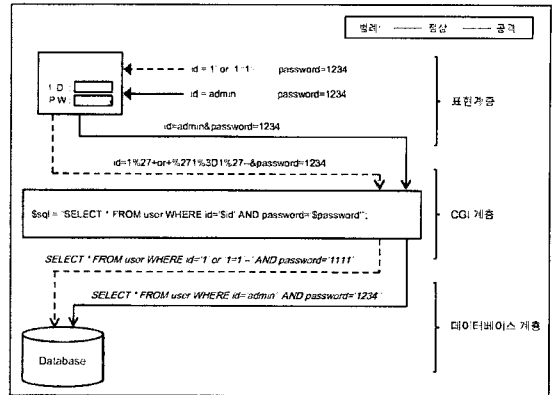 범례: 정상 공격
id = 1' or '1=1-- password=1234
I D :
P W :
id = admin password=1234
표현계층
id=admin&password=1234
id=1%27+or+%271%3D1%27--&password=1234
$sql = "SELECT * FROM user WHERE id='$id' AND password='$password'";
CGI 계층
SELECT * FROM user WHERE id='1' or '1=1 --' AND password='1111'
SELECT * FROM user WHERE id='admin' AND password='1234'
데이터베이스 계층
Database